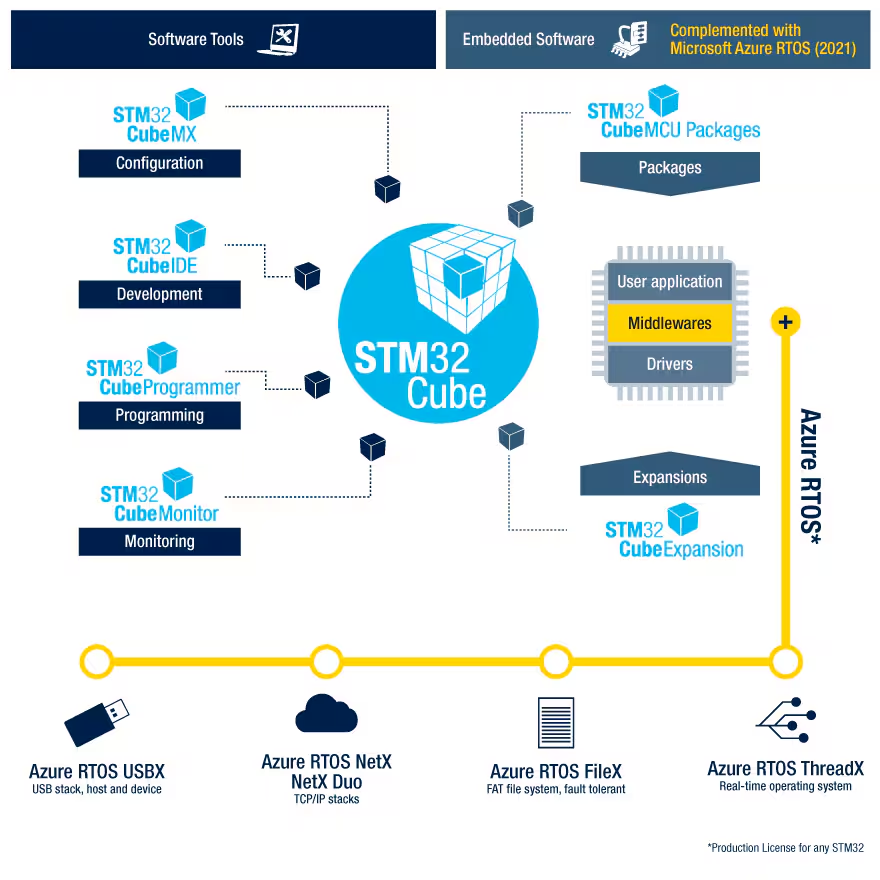 Software Tools
Embedded Software
Complemented with
Microsoft Azure RTOS (2021)
STM32
CubeMX
Configuration
STM32
CubeIDE
Development
STM32
CubeProgrammer
Programming
STM32
CubeMonitor
Monitoring
STM32
Cube
STM32
CubeMCU Packages
Packages
User application
Middlewares
Drivers
+
Expansions
STM32
CubeExpansion
Azure RTOS*
Azure RTOS USBX
USB stack, host and device
Azure RTOS NetX
NetX Duo
TCP/IP stacks
Azure RTOS FileX
FAT file system, fault tolerant
Azure RTOS ThreadX
Real-time operating system
*Production License for any STM32